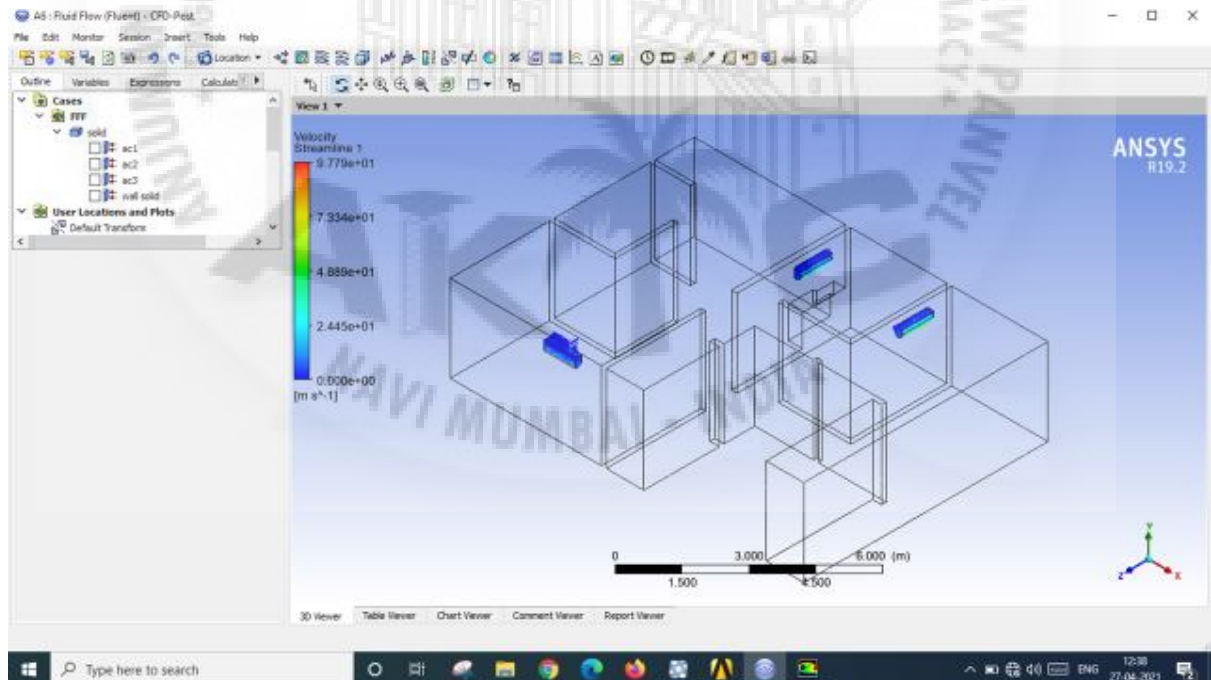 A6 : Fluid Flow (Fluent) - CFD-Post
File Edit Monitor Session Insert Tools Help
Location
Outline Variables Expressions Calculato
Cases
FFF
solid
ac1
ac2
ac3
wall solid
User Locations and Plots
Default Transform
View 1
Velocity
Streamline 1
9.779e+01
7.334e+01
4.889e+01
2.445e+01
0.000e+00
[m s^-1]
ANSYS
R19.2
AKTC
NAVI MUMBAI - INDIA
0 3.000 6.000 (m)
1.500 4.500
Y
Z X
3D Viewer Table Viewer Chart Viewer Comment Viewer Report Viewer
Type here to search
ENG
12:38
27-04-2021